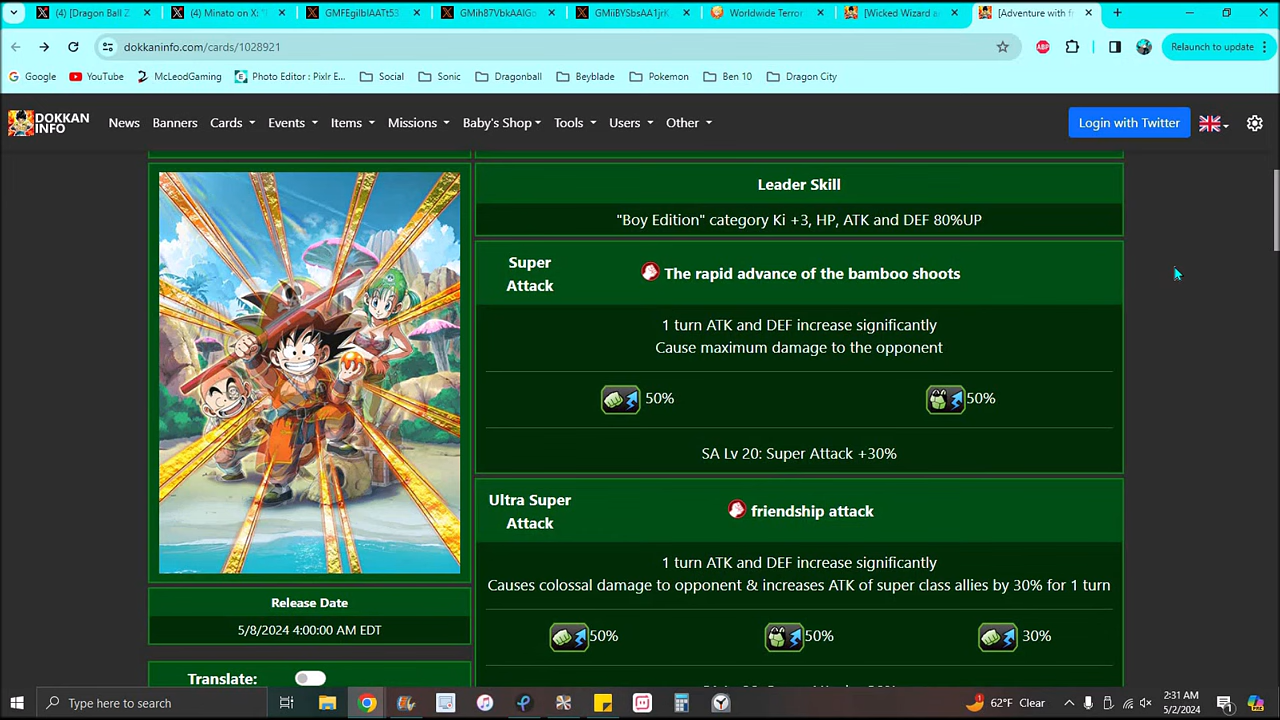 (4) [Dragon Ball Z
(4) Minato on X: "
GMFEgilbIAATt53
GMih87VbkAAIGo
GMiiBYSbsAA1jrK
Worldwide Terror
[Wicked Wizard a
[Adventure with fr
dokkaninfo.com/cards/1028921
ABP
Relaunch to update
Google
YouTube
McLeodGaming
Photo Editor : Pixlr E...
Social
Sonic
Dragonball
Beyblade
Pokemon
Ben 10
Dragon City
DOKKAN
INFO
News
Banners
Cards
Events
Items
Missions
Baby's Shop
Tools
Users
Other
Login with Twitter
Leader Skill
"Boy Edition" category Ki +3, HP, ATK and DEF 80%UP
Super
Attack
The rapid advance of the bamboo shoots
1 turn ATK and DEF increase significantly
Cause maximum damage to the opponent
50%
50%
SA Lv 20: Super Attack +30%
Ultra Super
Attack
friendship attack
1 turn ATK and DEF increase significantly
Causes colossal damage to opponent & increases ATK of super class allies by 30% for 1 turn
50%
50%
30%
Release Date
5/8/2024 4:00:00 AM EDT
Translate:
Type here to search
62°F Clear
2:31 AM
5/2/2024